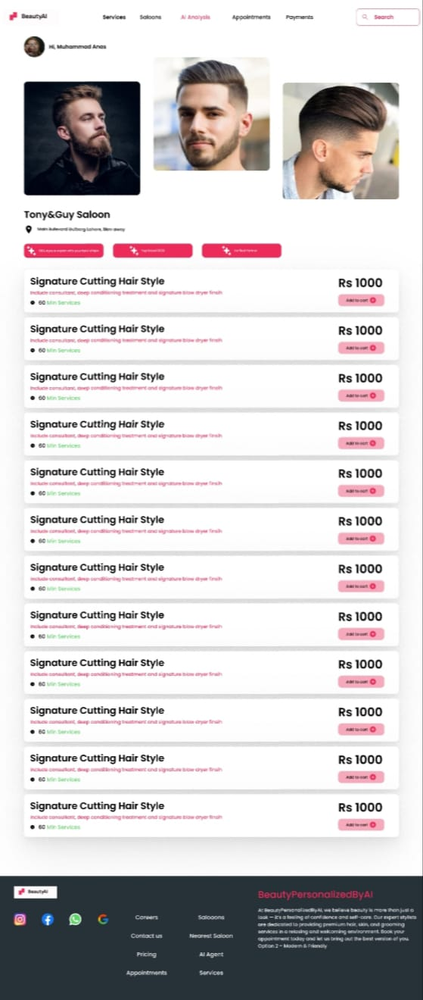 BeautyAI
Services Saloons Ai Analysis Appointments Payments Search
Hi, Muhammad Anas
Tony&Guy Saloon
Main Bulevard Gulberg Lahore,
Signature Cutting Hair Style Rs 1000
Include consultant, deep conditioning treatment and signature blow dryer finsih Add to cart
60 Min Services
Signature Cutting Hair Style Rs 1000
Include consultant, deep conditioning treatment and signature blow dryer finsih Add to cart
60 Min Services
Signature Cutting Hair Style Rs 1000
Include consultant, deep conditioning treatment and signature blow dryer finsih Add to cart
60 Min Services
Signature Cutting Hair Style Rs 1000
Include consultant, deep conditioning treatment and signature blow dryer finsih Add to cart
60 Min Services
Signature Cutting Hair Style Rs 1000
Include consultant, deep conditioning treatment and signature blow dryer finsih Add to cart
60 Min Services
Signature Cutting Hair Style Rs 1000
Include consultant, deep conditioning treatment and signature blow dryer finsih Add to cart
60 Min Services
Signature Cutting Hair Style Rs 1000
Include consultant, deep conditioning treatment and signature blow dryer finsih Add to cart
60 Min Services
Signature Cutting Hair Style Rs 1000
Include consultant, deep conditioning treatment and signature blow dryer finsih Add to cart
60 Min Services
Signature Cutting Hair Style Rs 1000
Include consultant, deep conditioning treatment and signature blow dryer finsih Add to cart
60 Min Services
Signature Cutting Hair Style Rs 1000
Include consultant, deep conditioning treatment and signature blow dryer finsih Add to cart
60 Min Services
Signature Cutting Hair Style Rs 1000
Include consultant, deep conditioning treatment and signature blow dryer finsih Add to cart
60 Min Services
Signature Cutting Hair Style Rs 1000
Include consultant, deep conditioning treatment and signature blow dryer finsih Add to cart
60 Min Services
BeautyAI
Careers Saloaons
Contact us Nearest Saloon
Pricing AI Agent
Appointments Services
BeautyPersonalizedByAI
At BeautyPersonalizedByAI, we believe beauty is more than just a
look — it's a feeling of confidence and self-care. Our expert stylists
are dedicated to providing premium hair, skin, and grooming
services in a relaxing and welcoming environment. Book your
appointment today and let us bring out the best version of you.
Option 2 – Modern & Friendly